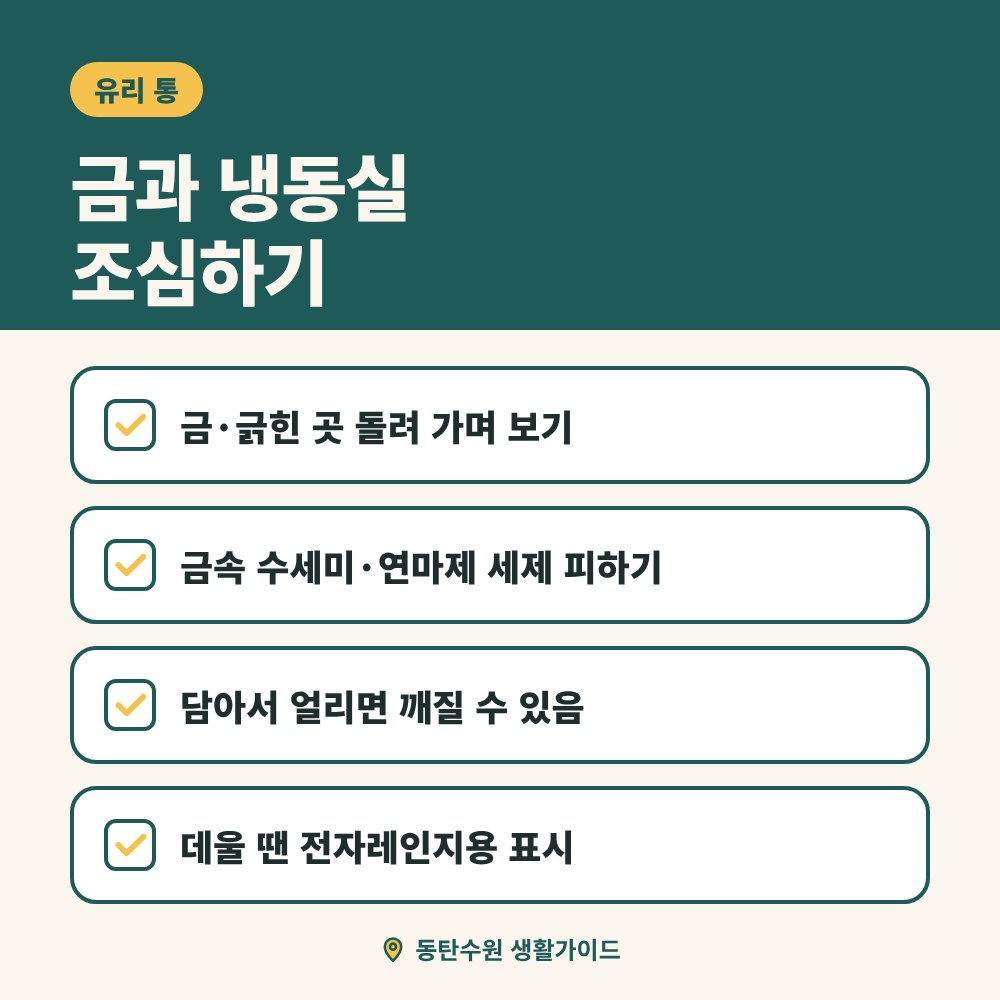 유리 통
금과 냉동실
조심하기
금·긁힌 곳 돌려 가며 보기
금속 수세미·연마제 세제 피하기
담아서 얼리면 깨질 수 있음
데울 땐 전자레인지용 표시
동탄수원 생활가이드